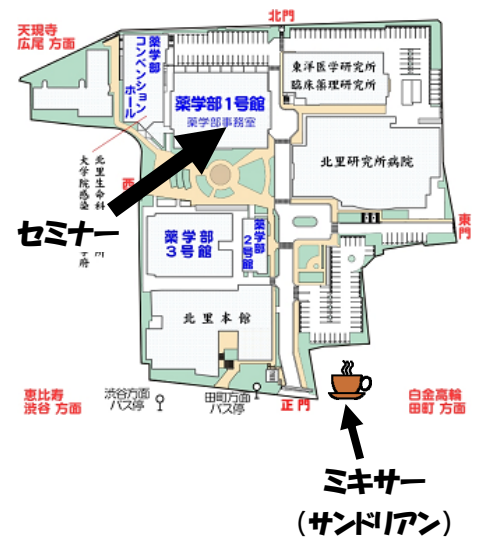 北門
天現寺
広尾 方面
薬学部
コンベンション
ホール
東洋医学研究所
臨床薬理研究所
薬学部1号館
薬学部事務室
北里研究所病院
北里生命科
所
大学院感染
学府
西
セミナー
東門
薬学部
3号館
薬学部
2号館
北里本館
恵比寿
渋谷 方面
渋谷方面
バス停
田町方面
バス停
正門
白金高輪
田町 方面
ミキサー
(サンドリアン)